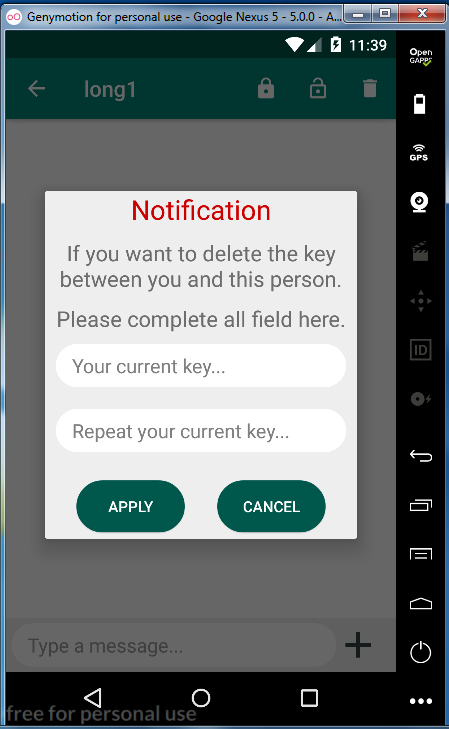 Genymotion for personal use - Google Nexus 5 - 5.0.0 - A...
11:39
Open
GAPPS
long1
GPS
Notification
If you want to delete the key
between you and this person.
Please complete all field here.
Your current key...
ID
Repeat your current key...
APPLY
CANCEL
Type a message...
free for personal use